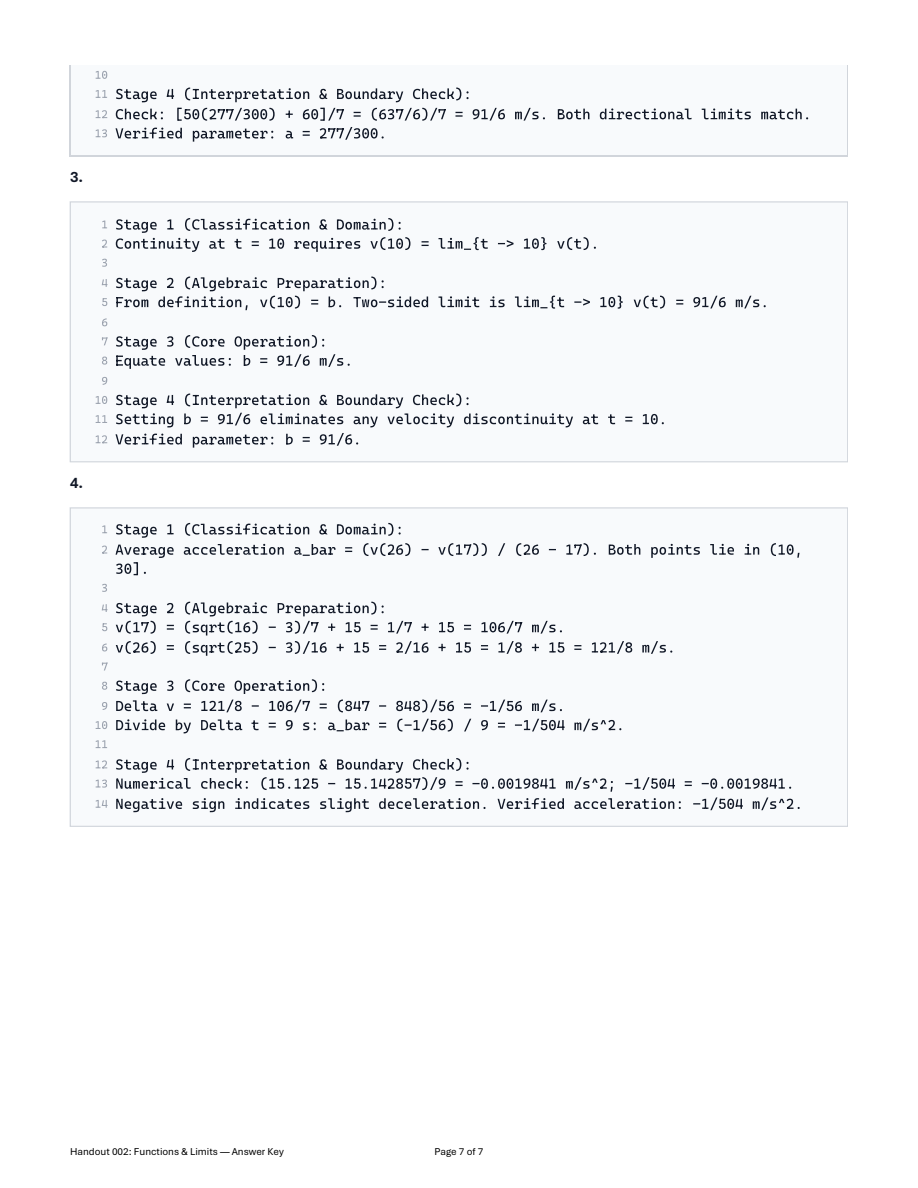 10
11 Stage 4 (Interpretation & Boundary Check):
12 Check: [50(277/300) + 60]/7 = (637/6)/7 = 91/6 m/s. Both directional limits match.
13 Verified parameter: a = 277/300.
3.
1 Stage 1 (Classification & Domain):
2 Continuity at t = 10 requires v(10) = lim_{t -> 10} v(t).
3
4 Stage 2 (Algebraic Preparation):
5 From definition, v(10) = b. Two-sided limit is lim_{t -> 10} v(t) = 91/6 m/s.
6
7 Stage 3 (Core Operation):
8 Equate values: b = 91/6 m/s.
9
10 Stage 4 (Interpretation & Boundary Check):
11 Setting b = 91/6 eliminates any velocity discontinuity at t = 10.
12 Verified parameter: b = 91/6.
4.
1 Stage 1 (Classification & Domain):
2 Average acceleration a_bar = (v(26) − v(17)) / (26 − 17). Both points lie in (10,
30].
3
4 Stage 2 (Algebraic Preparation):
5 v(17) = (sqrt(16) − 3)/7 + 15 = 1/7 + 15 = 106/7 m/s.
6 v(26) = (sqrt(25) − 3)/16 + 15 = 2/16 + 15 = 1/8 + 15 = 121/8 m/s.
7
8 Stage 3 (Core Operation):
9 Delta v = 121/8 − 106/7 = (847 − 848)/56 = −1/56 m/s.
10 Divide by Delta t = 9 s: a_bar = (−1/56) / 9 = −1/504 m/s^2.
11
12 Stage 4 (Interpretation & Boundary Check):
13 Numerical check: (15.125 − 15.142857)/9 = −0.0019841 m/s^2; −1/504 = −0.0019841.
14 Negative sign indicates slight deceleration. Verified acceleration: −1/504 m/s^2.
Handout 002: Functions & Limits — Answer Key Page 7 of 7